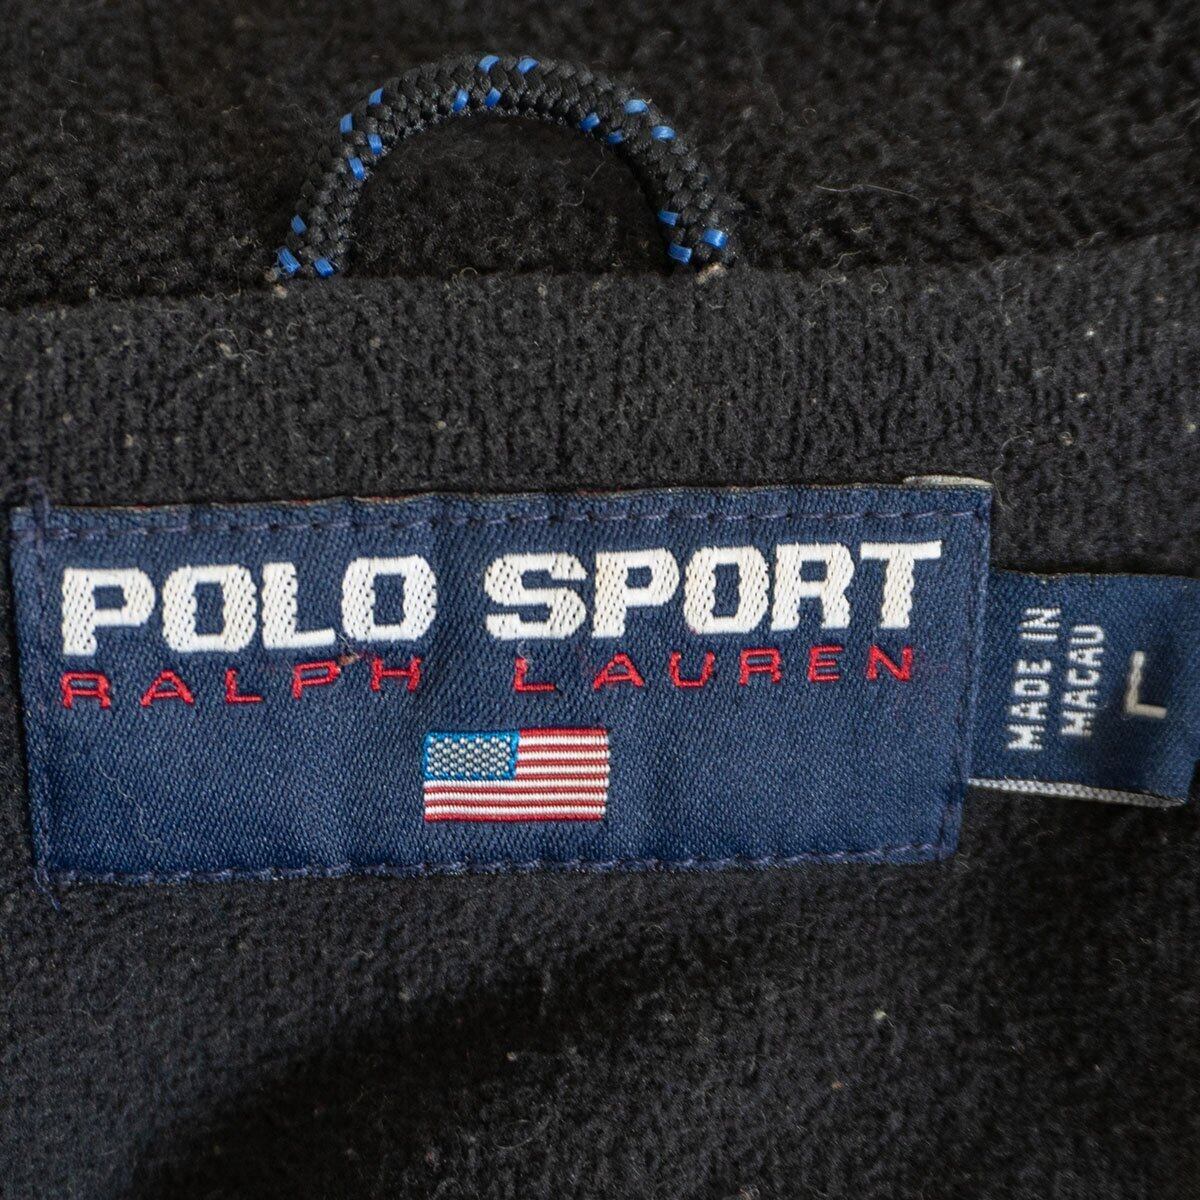 POLO SPORT
RALPH LAUREN
MADE IN
MACAU
L